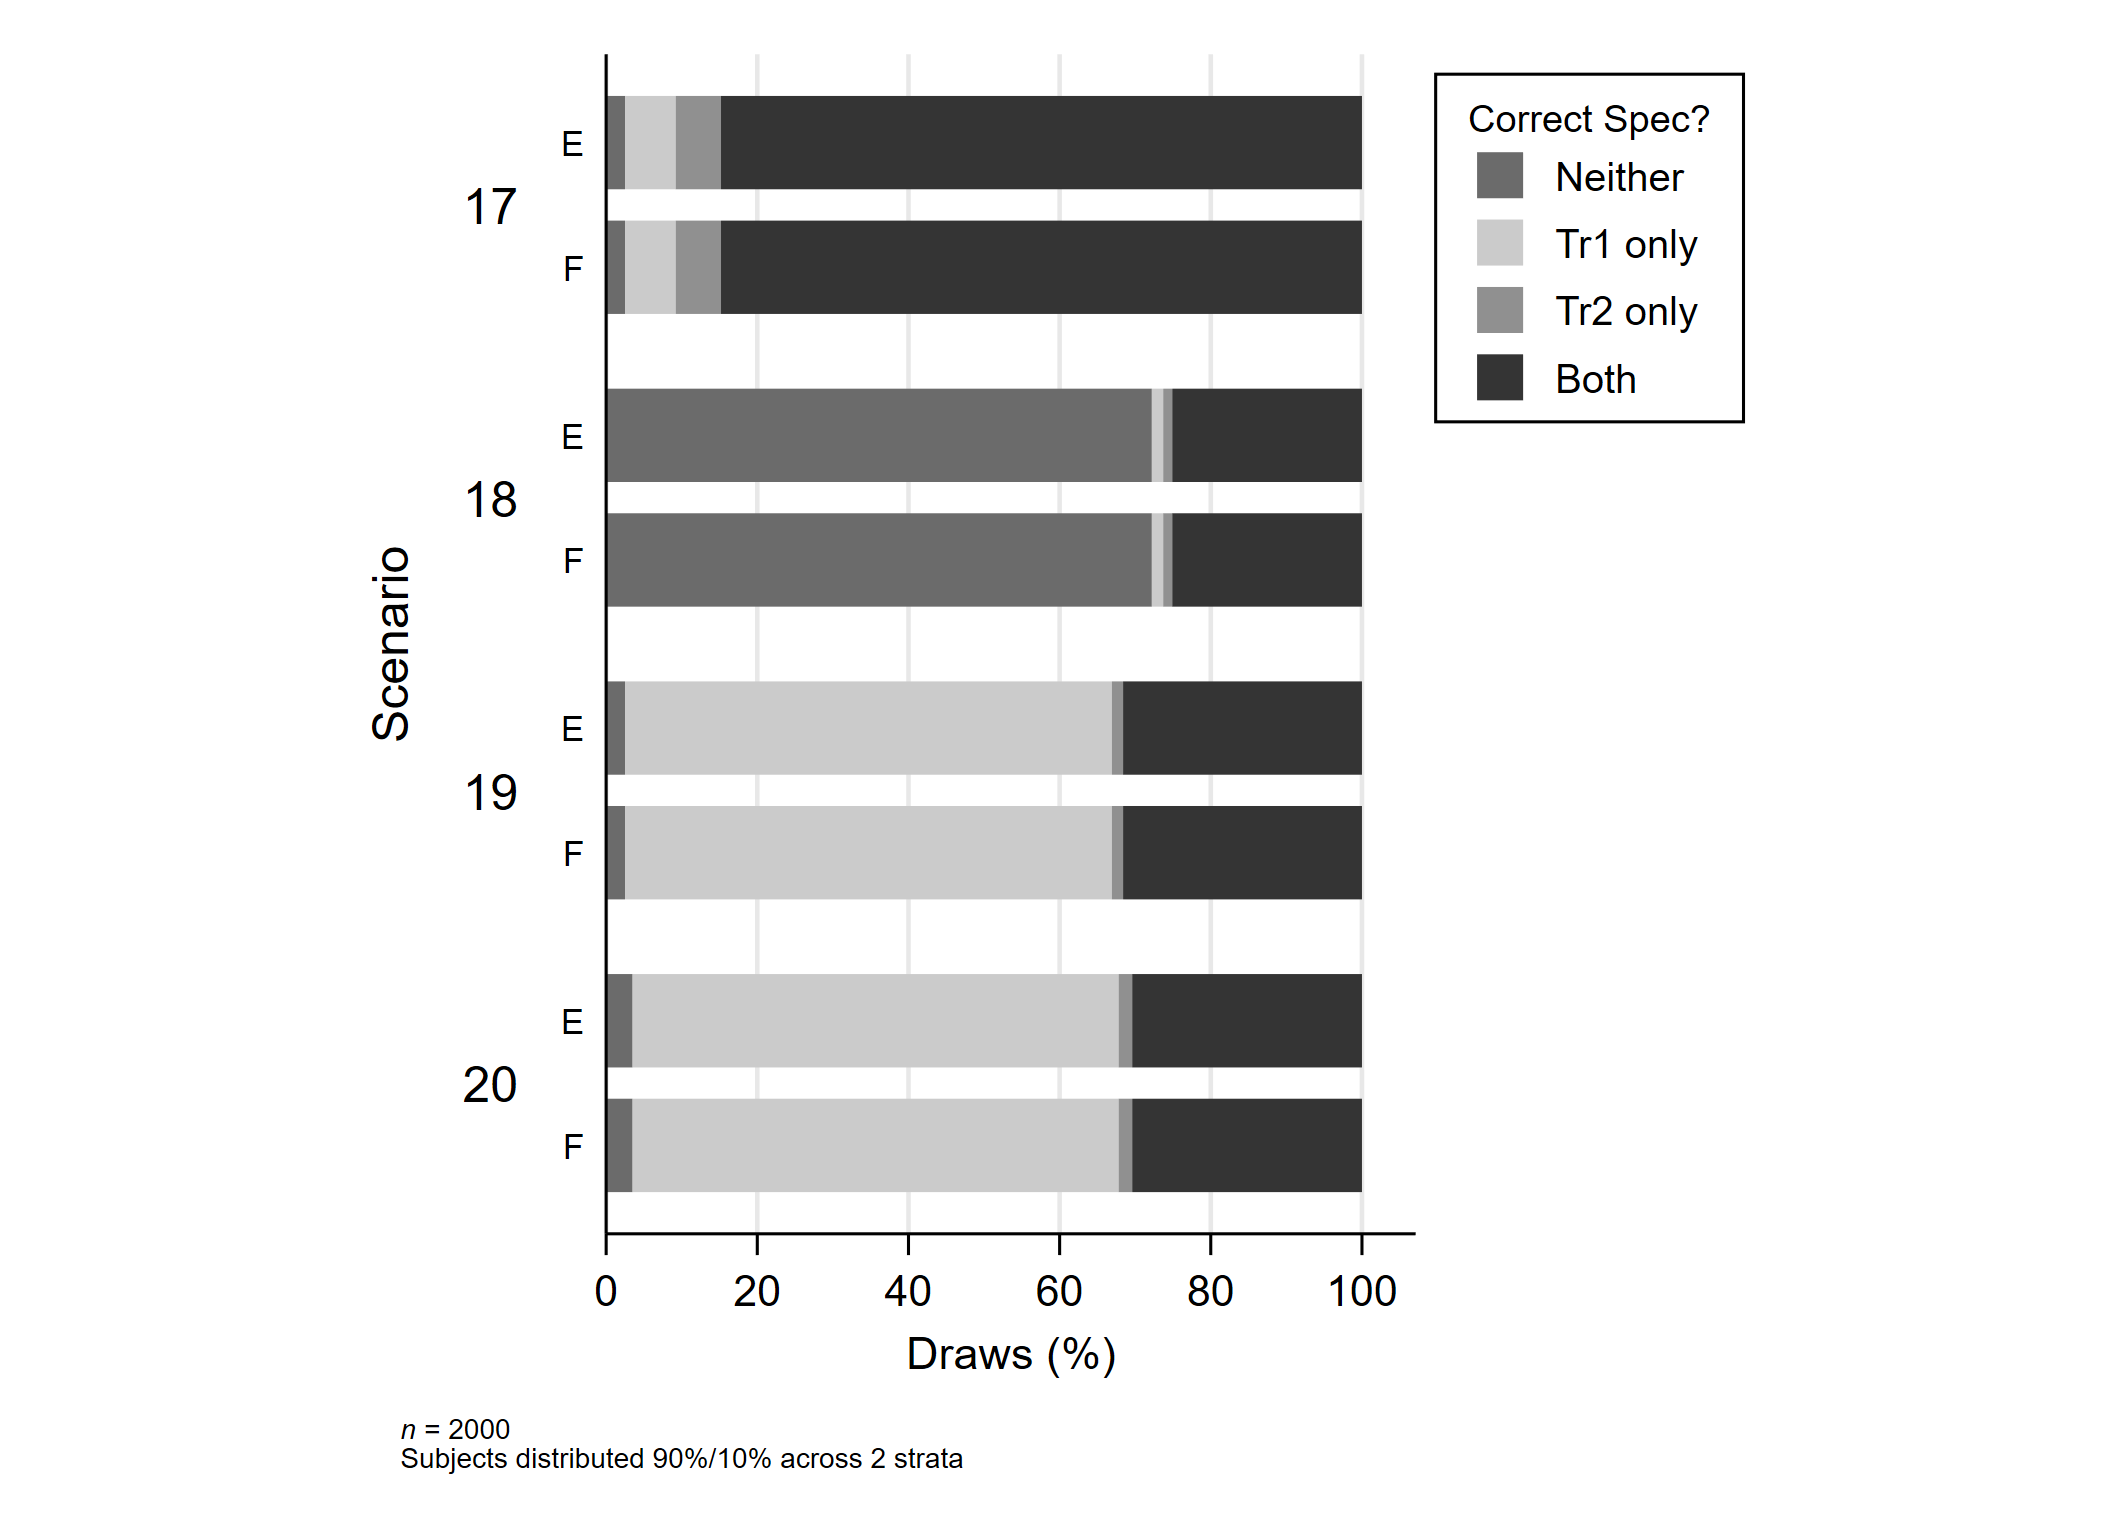 Correct Spec?
Neither
Tr1 only
Tr2 only
Both
Scenario
17
E
F
18
E
F
19
E
F
20
E
F
0 20 40 60 80 100
Draws (%)
n = 2000
Subjects distributed 90%/10% across 2 strata